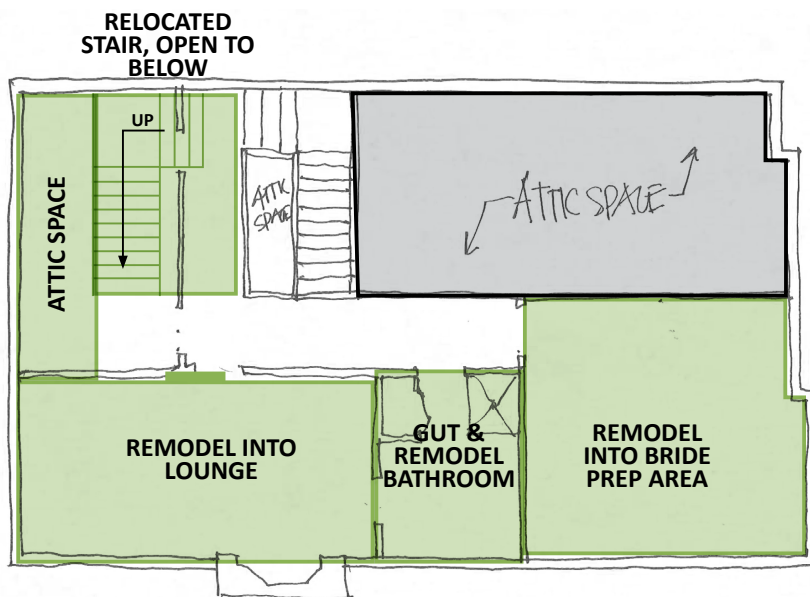 RELOCATED
STAIR, OPEN TO
BELOW
UP
ATTIC SPACE
ATTIC
SPACE
ATTIC SPACE
REMODEL INTO
LOUNGE
GUT &
REMODEL
BATHROOM
REMODEL
INTO BRIDE
PREP AREA